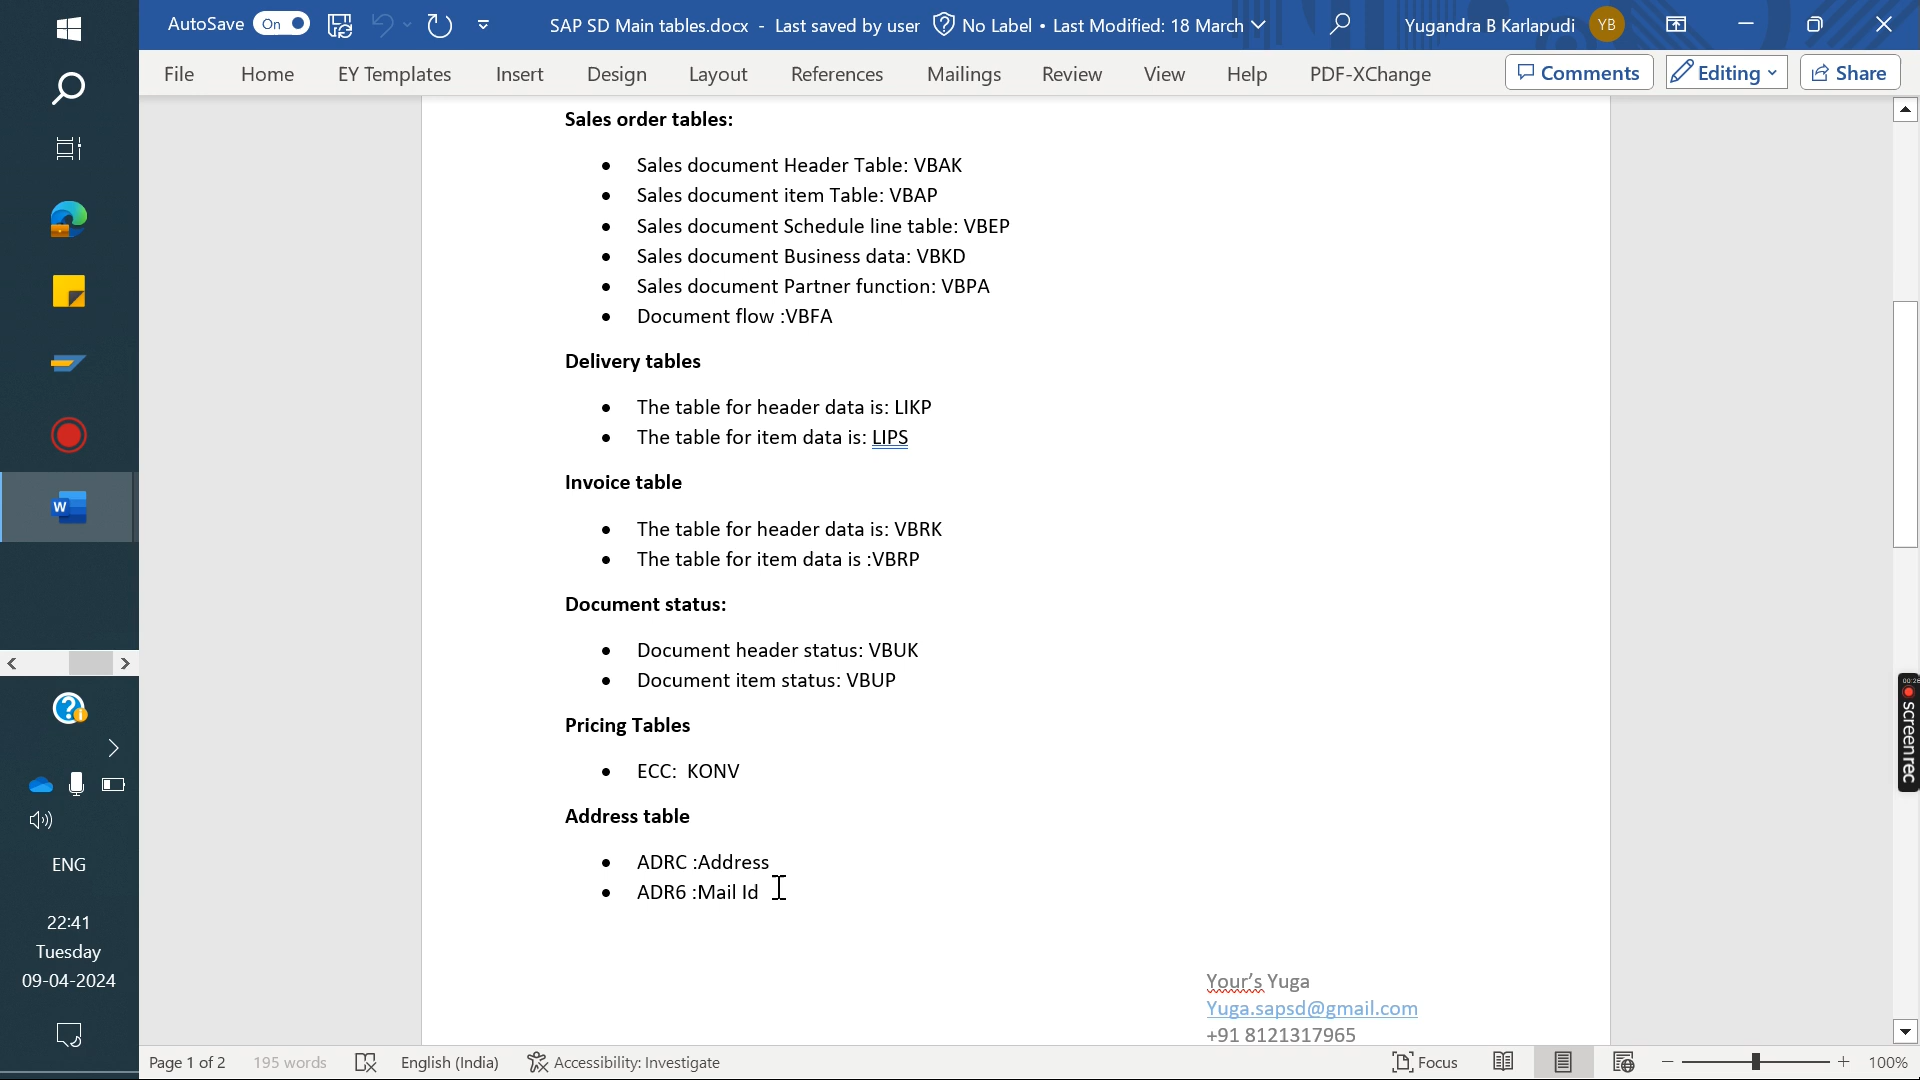 AutoSave On SAP SD Main tables.docx - Last saved by user No Label • Last Modified: 18 March Yugandra B Karlapudi YB
File Home EY Templates Insert Design Layout References Mailings Review View Help PDF-XChange Comments Editing Share
Sales order tables:
• Sales document Header Table: VBAK
• Sales document item Table: VBAP
• Sales document Schedule line table: VBEP
• Sales document Business data: VBKD
• Sales document Partner function: VBPA
• Document flow :VBFA
Delivery tables
• The table for header data is: LIKP
• The table for item data is: LIPS
Invoice table
• The table for header data is: VBRK
• The table for item data is :VBRP
Document status:
• Document header status: VBUK
• Document item status: VBUP
Pricing Tables
• ECC: KONV
Address table
• ADRC :Address
• ADR6 :Mail Id
Your's Yuga
Yuga.sapsd@gmail.com
+91 8121317965
W
ENG
22:41
Tuesday
09-04-2024
screenrec
Page 1 of 2 195 words English (India) Accessibility: Investigate Focus 100%